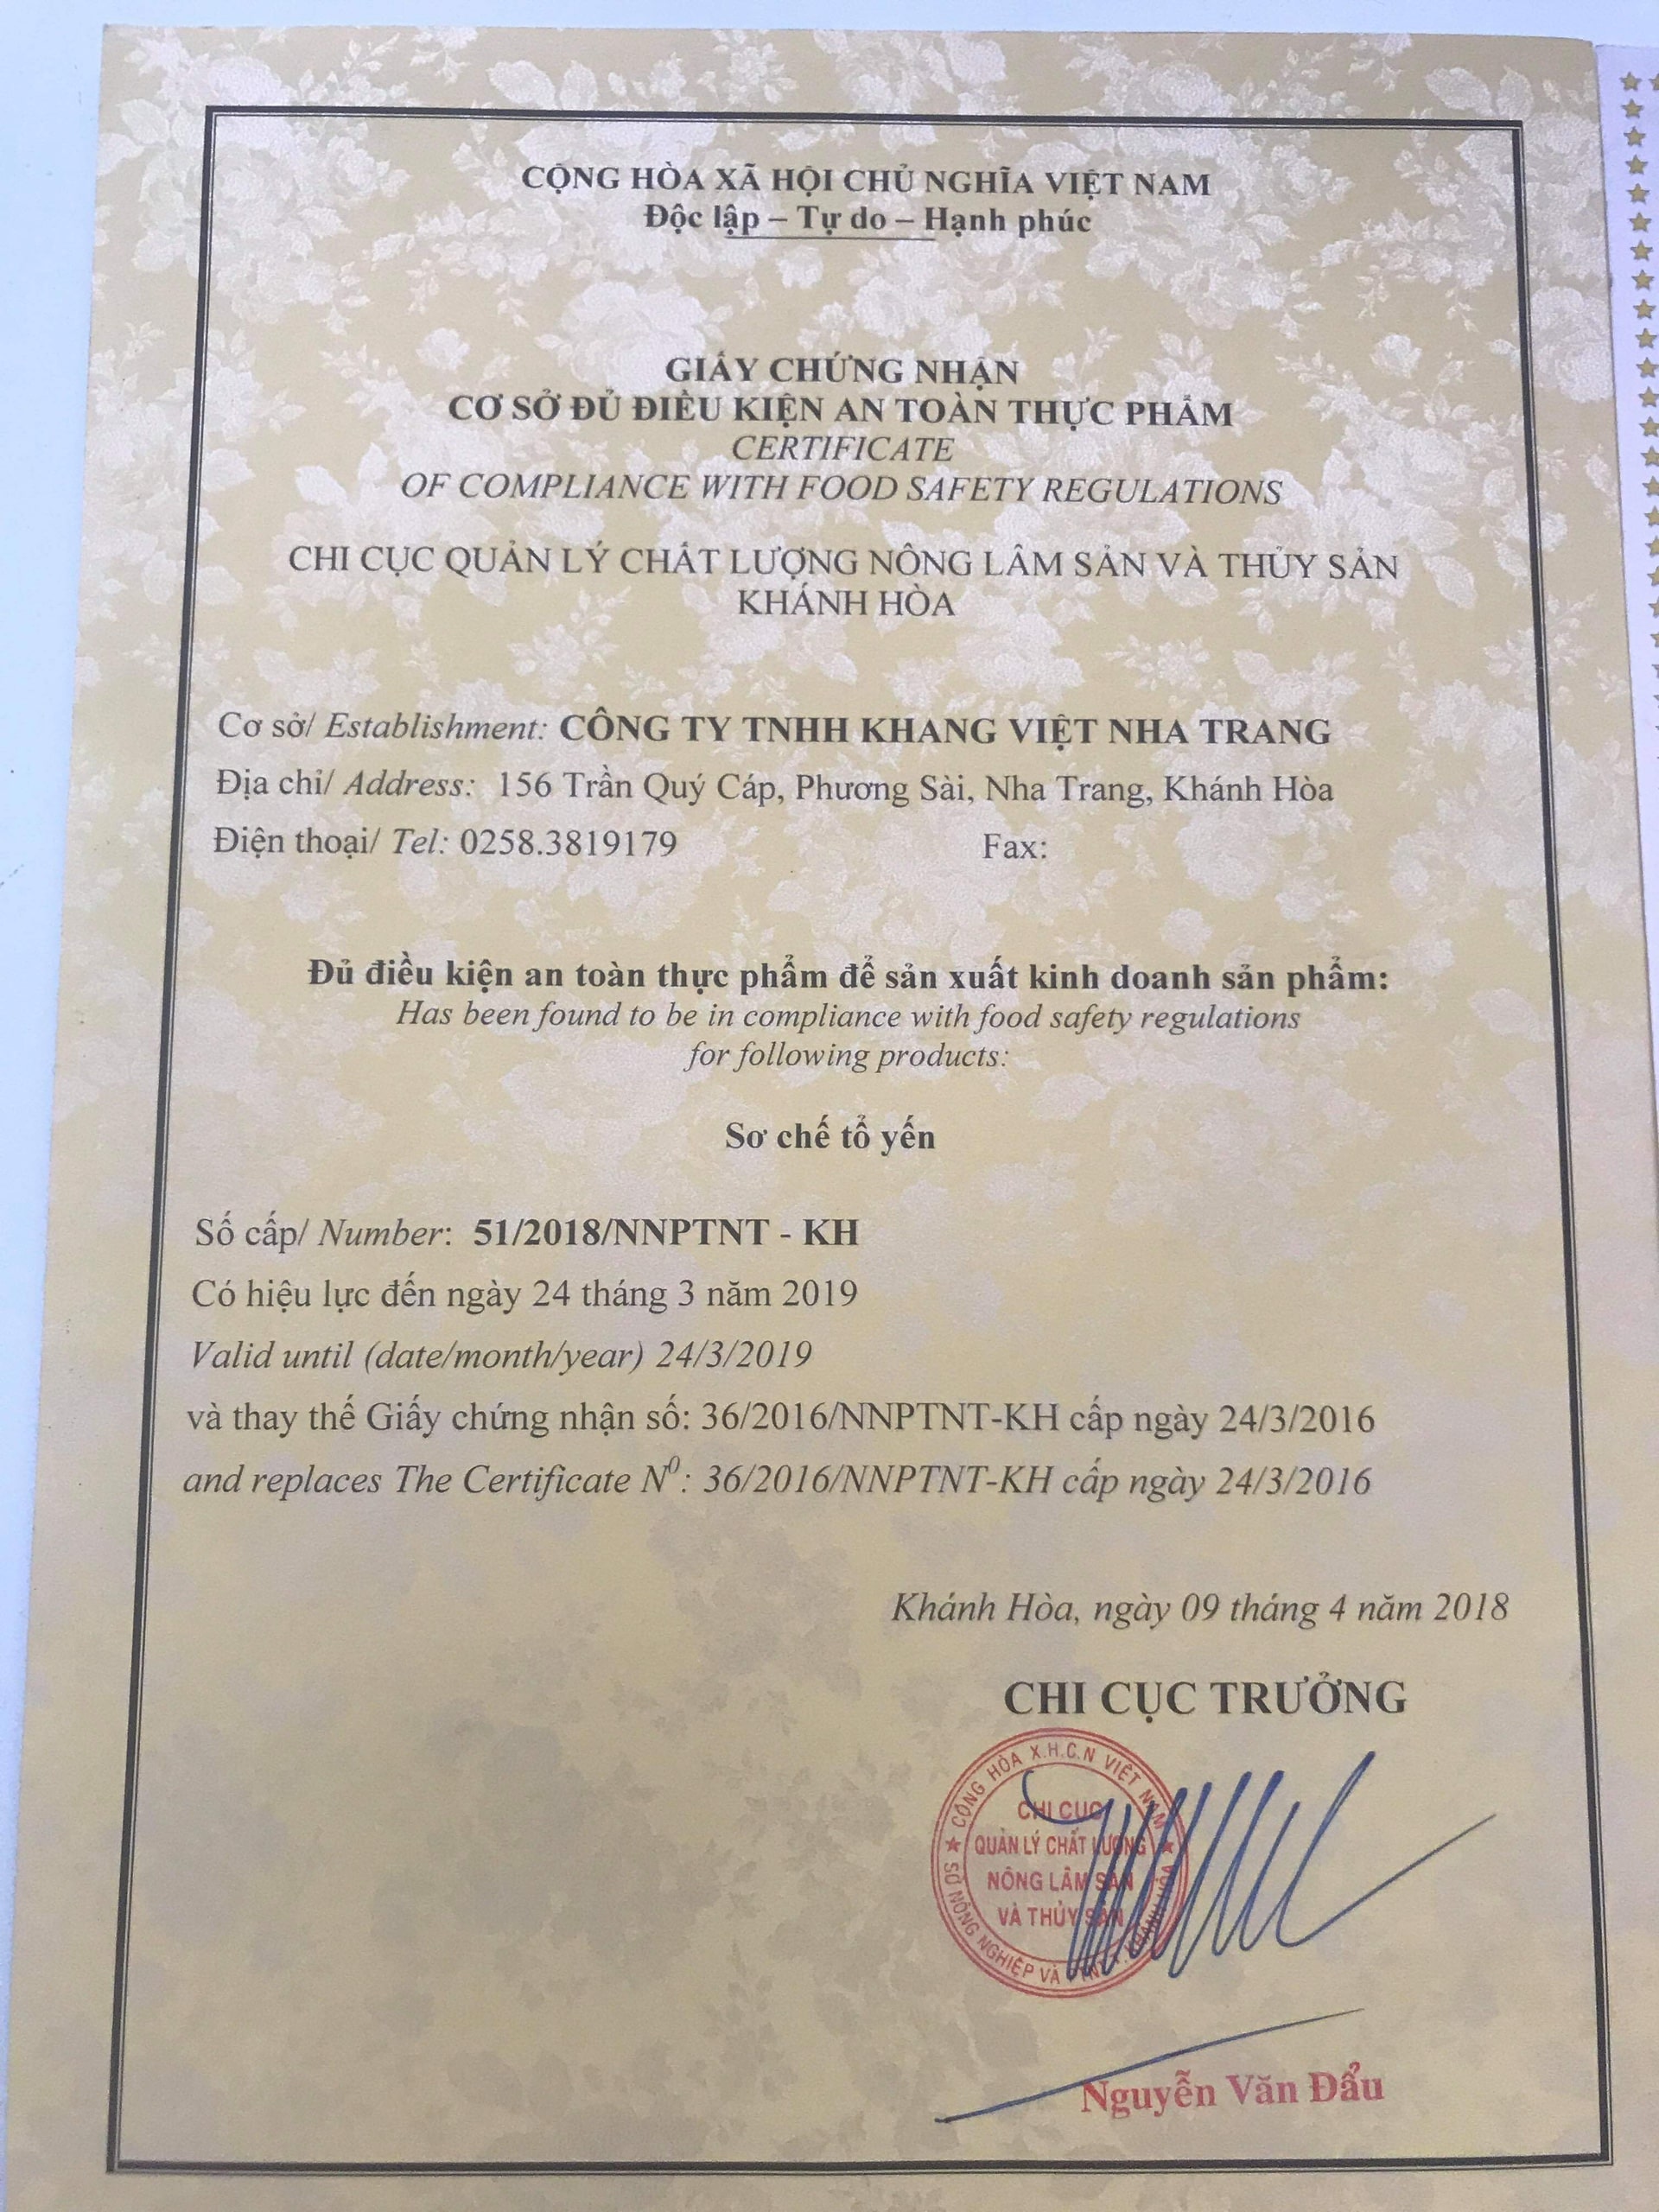 CỘNG HÒA XÃ HỘI CHỦ NGHĨA VIỆT NAM
Độc lập – Tự do – Hạnh phúc
GIẤY CHỨNG NHẬN
CƠ SỞ ĐỦ ĐIỀU KIỆN AN TOÀN THỰC PHẨM
CERTIFICATE
OF COMPLIANCE WITH FOOD SAFETY REGULATIONS
CHI CỤC QUẢN LÝ CHẤT LƯỢNG NÔNG LÂM SẢN VÀ THỦY SẢN
KHÁNH HÒA
Cơ sở/ Establishment: CÔNG TY TNHH KHANG VIỆT NHA TRANG
Địa chỉ/ Address: 156 Trần Quý Cáp, Phương Sài, Nha Trang, Khánh Hòa
Điện thoại/ Tel: 0258.3819179 Fax:
Đủ điều kiện an toàn thực phẩm để sản xuất kinh doanh sản phẩm:
Has been found to be in compliance with food safety regulations
for following products:
Sơ chế tổ yến
Số cấp/ Number: 51/2018/NNPTNT - KH
Có hiệu lực đến ngày 24 tháng 3 năm 2019
Valid until (date/month/year) 24/3/2019
và thay thế Giấy chứng nhận số: 36/2016/NNPTNT-KH cấp ngày 24/3/2016
and replaces The Certificate N⁰: 36/2016/NNPTNT-KH cấp ngày 24/3/2016
Khánh Hòa, ngày 09 tháng 4 năm 2018
CHI CỤC TRƯỞNG
CỘNG HÒA X.H.C.N VIỆT NAM
CHI CỤC
QUẢN LÝ CHẤT LƯỢNG
NÔNG LÂM SẢN
VÀ THỦY SẢN
SỞ NÔNG NGHIỆP VÀ
Nguyễn Văn Đẩu